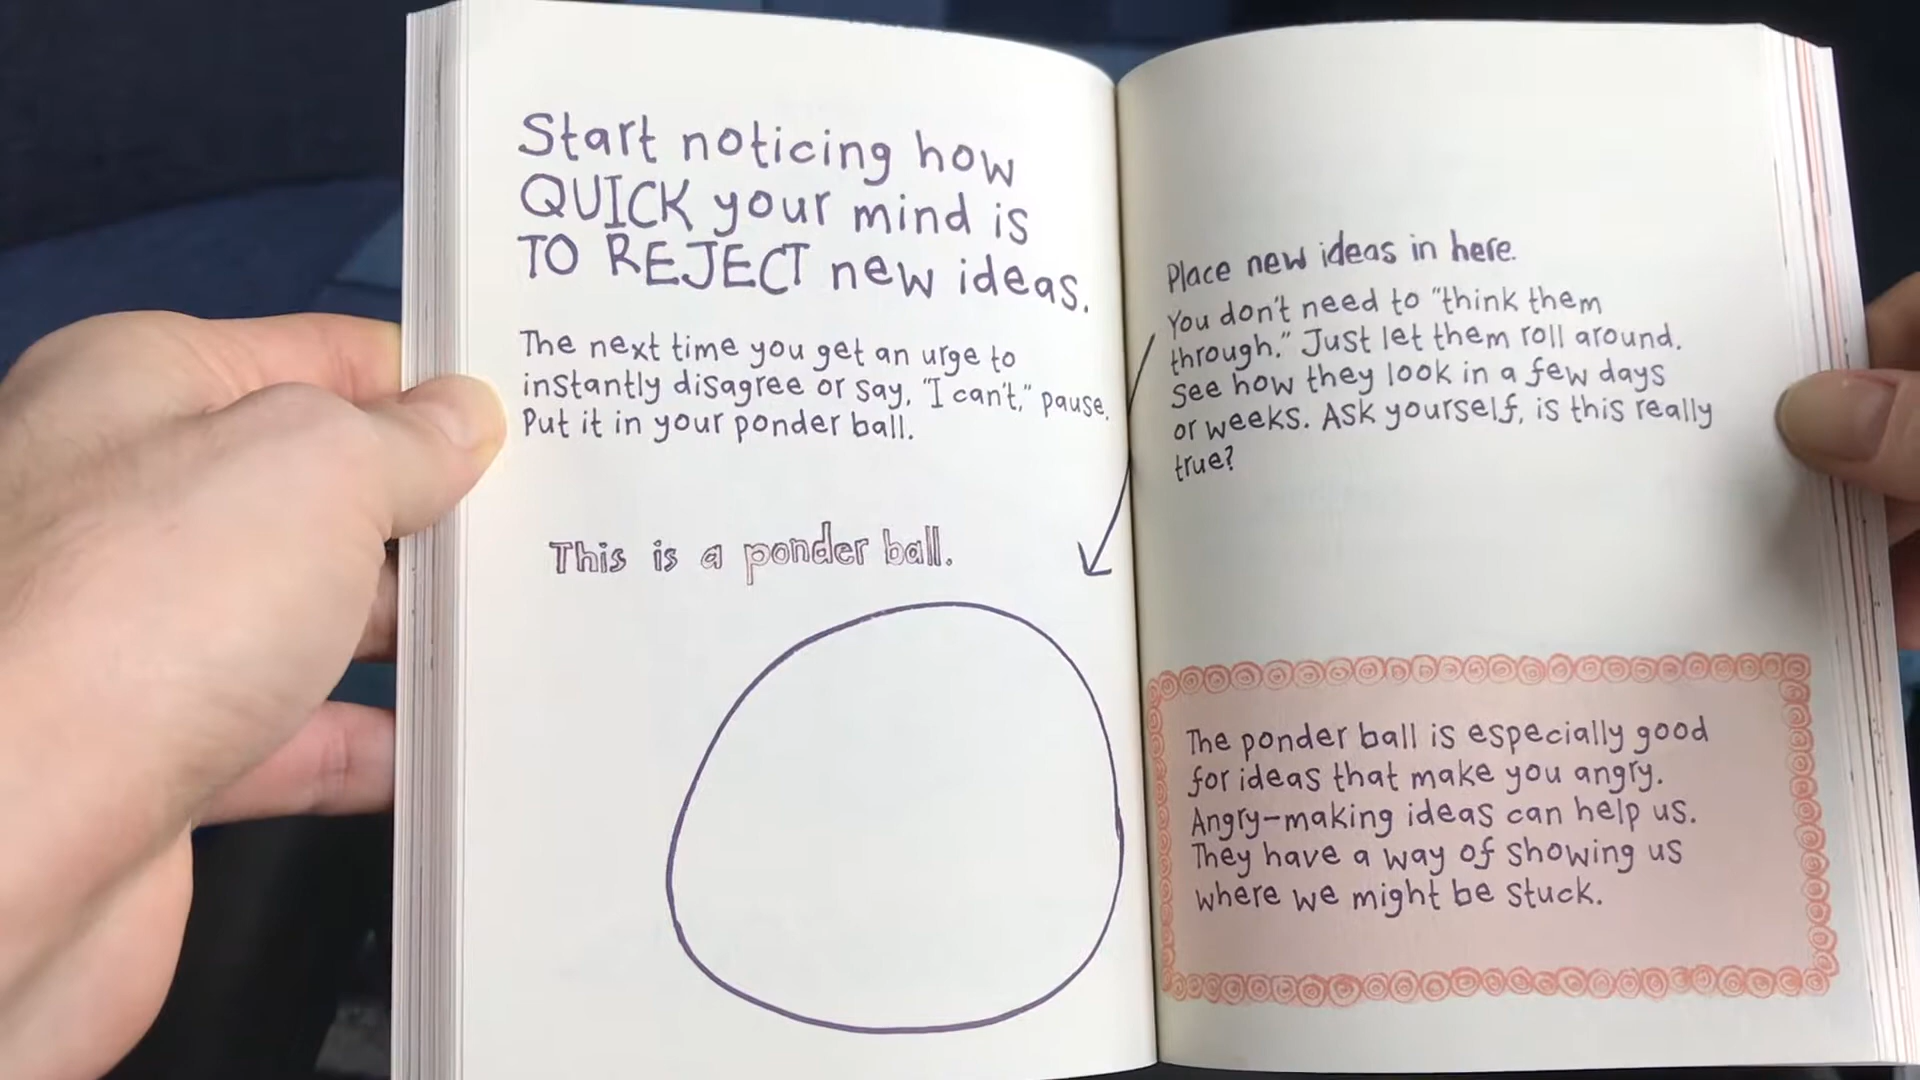 Start noticing how
QUICK your mind is
TO REJECT new ideas.
The next time you get an urge to
instantly disagree or say, "I can't," pause.
Put it in your ponder ball.
This is a ponder ball.
Place new ideas in here.
You don't need to "think them
through." Just let them roll around.
See how they look in a few days
or weeks. Ask yourself, is this really
true?
The ponder ball is especially good
for ideas that make you angry.
Angry-making ideas can help us.
They have a way of showing us
where we might be stuck.